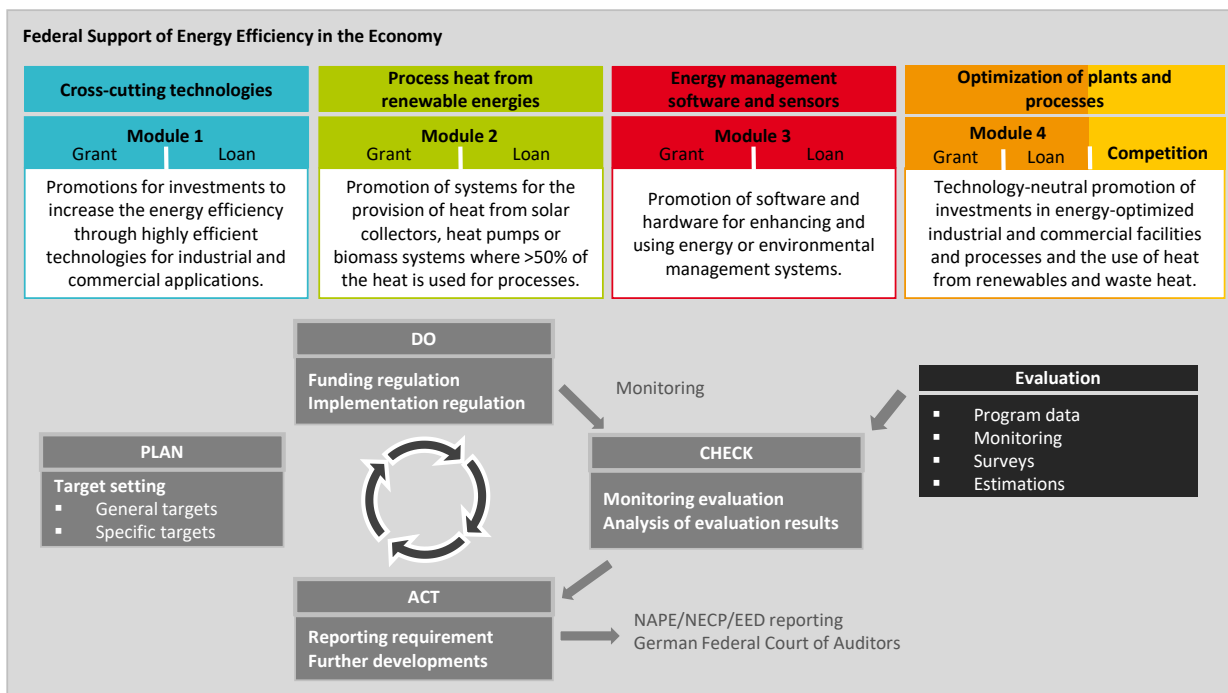 Federal Support of Energy Efficiency in the Economy
Cross-cutting technologies
Module 1
Grant Loan
Promotions for investments to
increase the energy efficiency
through highly efficient
technologies for industrial and
commercial applications.
Process heat from
renewable energies
Module 2
Grant Loan
Promotion of systems for the
provision of heat from solar
collectors, heat pumps or
biomass systems where >50% of
the heat is used for processes.
Energy management
software and sensors
Module 3
Grant Loan
Promotion of software and
hardware for enhancing and
using energy or environmental
management systems.
Optimization of plants and
processes
Module 4
Grant Loan Competition
Technology-neutral promotion of
investments in energy-optimized
industrial and commercial facilities
and processes and the use of heat
from renewables and waste heat.
DO
Funding regulation
Implementation regulation
Monitoring
Evaluation
▪ Program data
▪ Monitoring
▪ Surveys
▪ Estimations
PLAN
Target setting
▪ General targets
▪ Specific targets
CHECK
Monitoring evaluation
Analysis of evaluation results
ACT
Reporting requirement
Further developments
NAPE/NECP/EED reporting
German Federal Court of Auditors